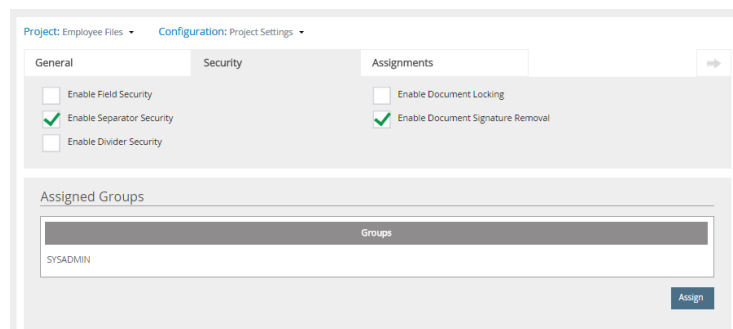 Project: Employee Files Configuration: Project Settings
General Security Assignments
Enable Field Security Enable Document Locking
Enable Separator Security Enable Document Signature Removal
Enable Divider Security
Assigned Groups
Groups
SYSADMIN
Assign